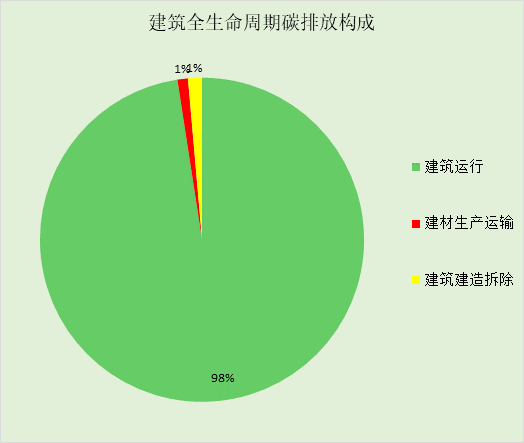 建筑全生命周期碳排放构成
1%
1%
建筑运行
建材生产运输
建筑建造拆除
98%